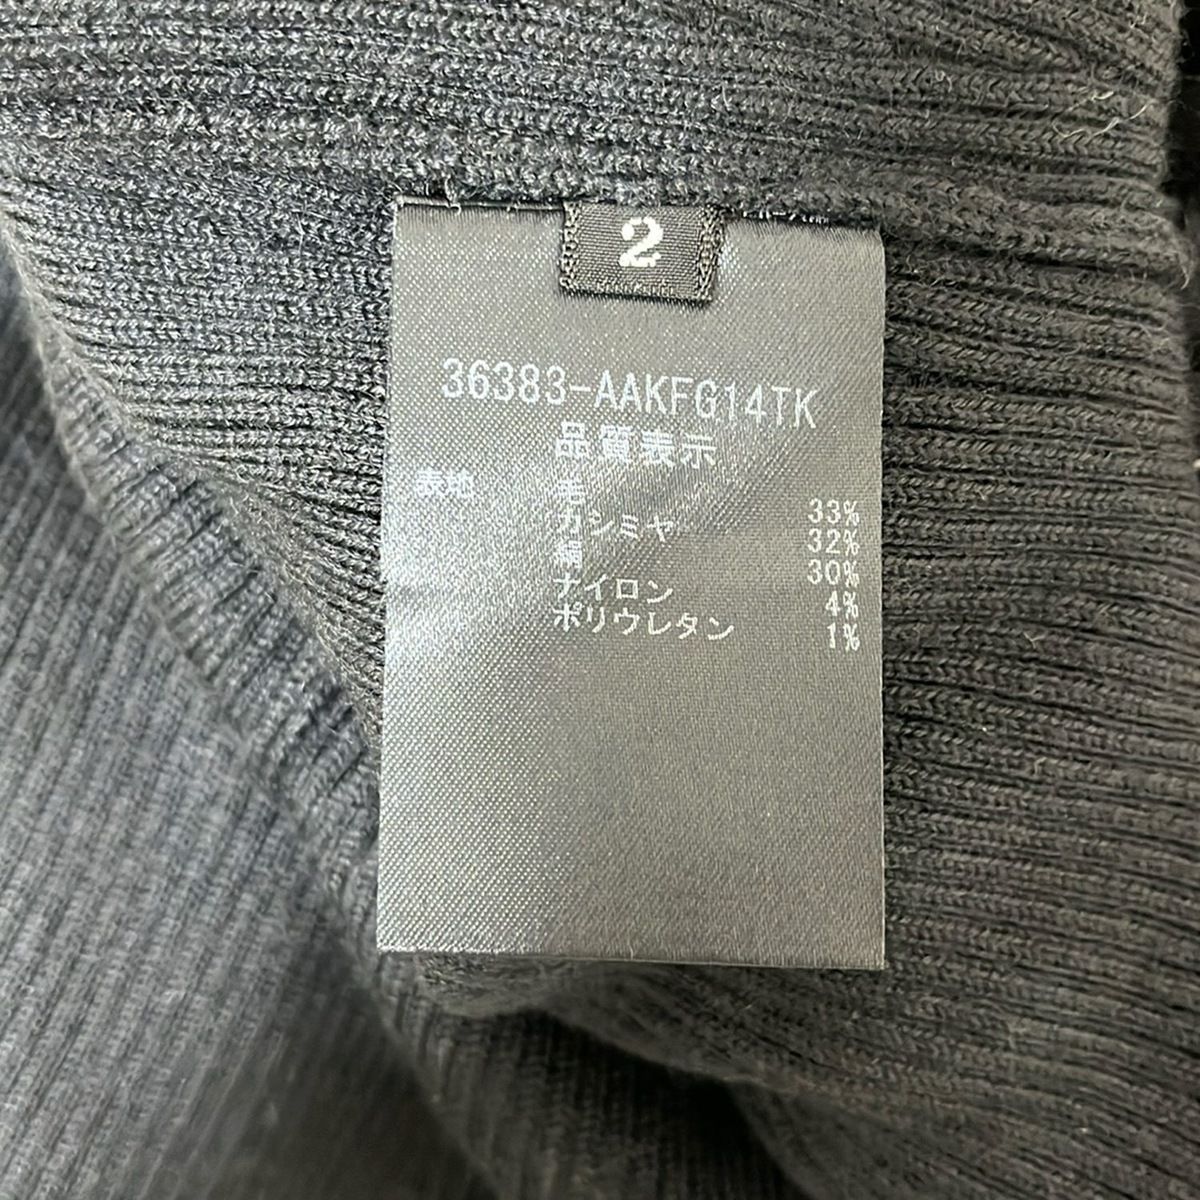 2
36383-AAKFG14TK
品質表示
表地 毛 33%
カシミヤ 32%
絹 30%
ナイロン 4%
ポリウレタン 1%